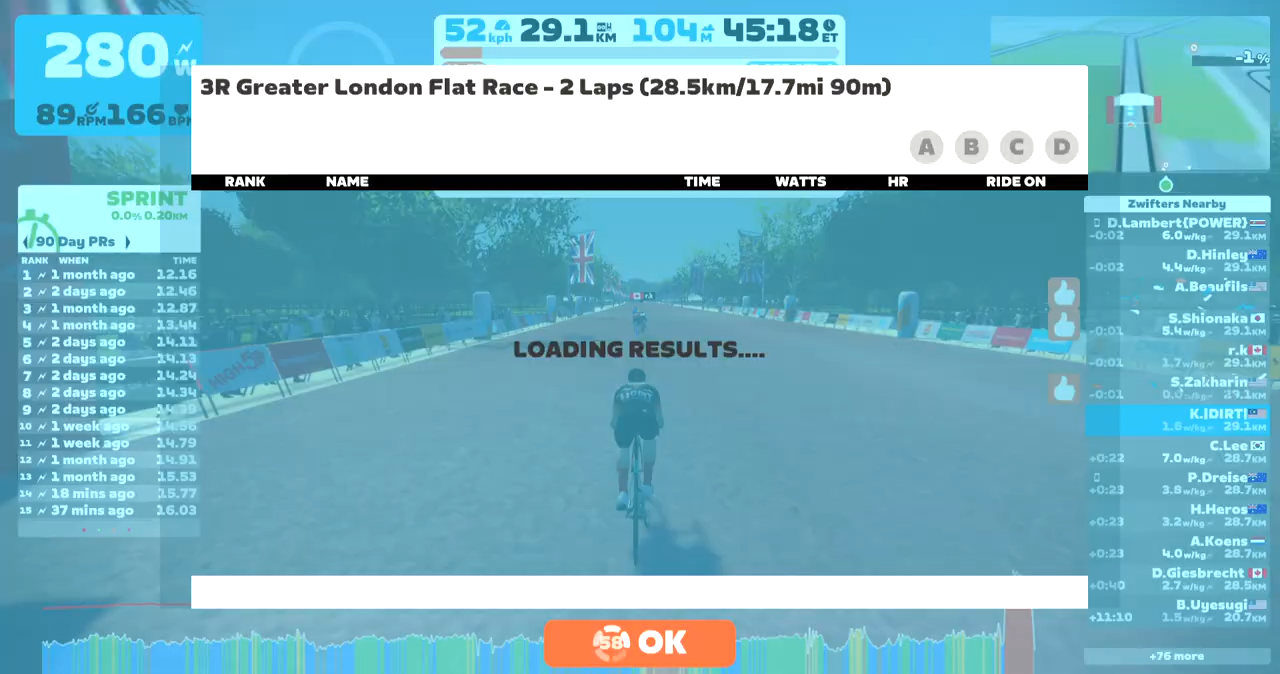 280 W
89 RPM 166 BPM
52 kph 29.1 KM 104 M 45:18 ET
-1%
3R Greater London Flat Race - 2 Laps (28.5km/17.7mi 90m)
A B C D
RANK NAME TIME WATTS HR RIDE ON
SPRINT
0.0% 0.20KM
90 Day PRs
RANK WHEN TIME
1 1 month ago 12.16
2 2 days ago 12.46
3 1 month ago 12.87
4 1 month ago 13.44
5 2 days ago 14.11
6 2 days ago 14.13
7 2 days ago 14.24
8 2 days ago 14.34
9 2 days ago
10 1 week ago 14.56
11 1 week ago 14.79
12 1 month ago 14.91
13 1 month ago 15.53
14 18 mins ago 15.77
15 37 mins ago 16.03
LOADING RESULTS....
Zwifters Nearby
D.Lambert{POWER}
-0:02 6.0w/kg 29.1KM
D.Hinley
-0:02 4.4w/kg 29.1KM
A.Beaufils
S.Shionaka
-0:01 5.4w/kg 29.1KM
r.k
-0:01 1.7w/kg 29.1KM
S.Zakharin
-0:01 0.0w/kg 29.1KM
K.|DIRT|
1.6w/kg 29.1KM
C.Lee
+0:22 7.0w/kg 28.7KM
P.Dreise
+0:23 3.8w/kg 28.7KM
H.Heros
+0:23 3.2w/kg 28.7KM
A.Koens
+0:23 4.0w/kg 28.7KM
D.Giesbrecht
+0:40 2.7w/kg 28.5KM
B.Uyesugi
+11:10 1.5w/kg 20.7KM
+76 more
58 OK